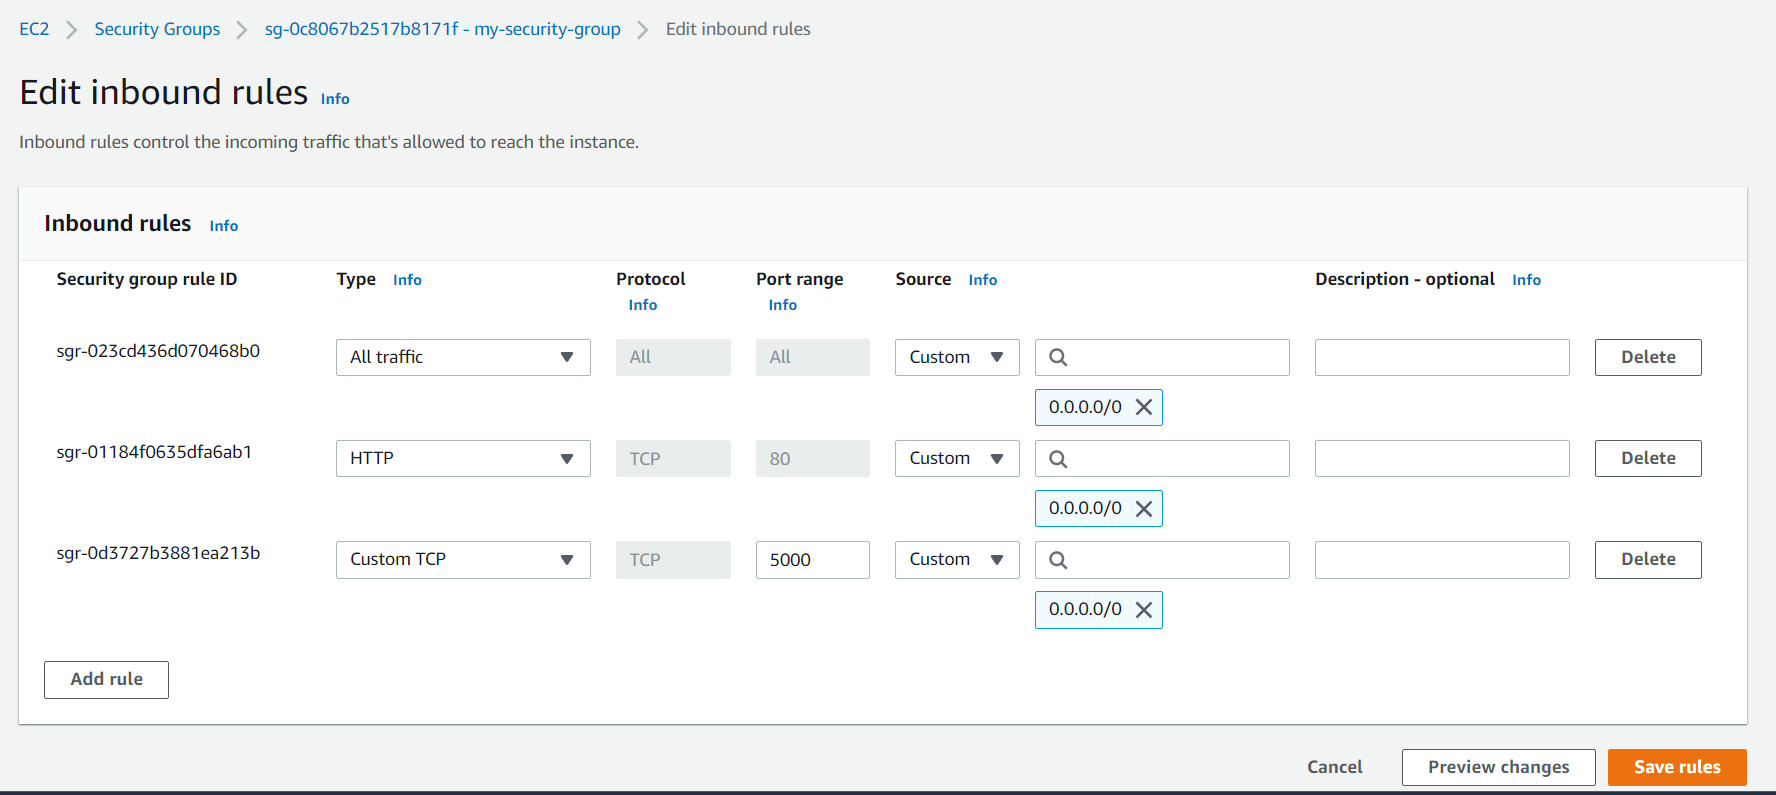 EC2 Security Groups sg-0c8067b2517b8171f - my-security-group Edit inbound rules
Edit inbound rules Info
Inbound rules control the incoming traffic that's allowed to reach the instance.
Inbound rules Info
Security group rule ID Type Info Protocol Info Port range Info Source Info Description - optional Info
sgr-023cd436d070468b0 All traffic All All Custom Delete
0.0.0.0/0
sgr-01184f0635dfa6ab1 HTTP TCP 80 Custom Delete
0.0.0.0/0
sgr-0d3727b3881ea213b Custom TCP TCP 5000 Custom Delete
0.0.0.0/0
Add rule
Cancel Preview changes Save rules